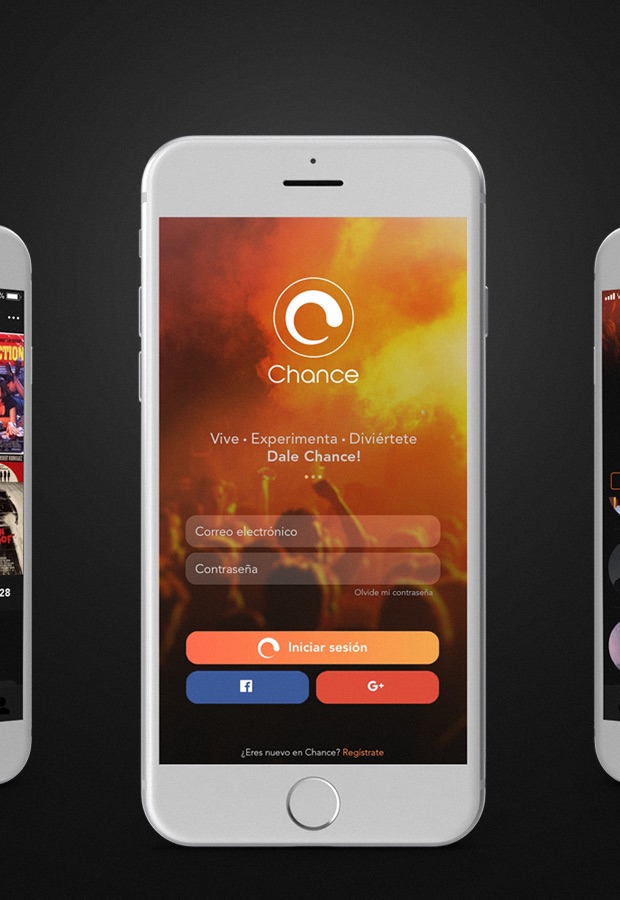 Chance
Vive • Experimenta • Diviértete
Dale Chance!
Correo electrónico
Contraseña
Olvide mi contraseña
Iniciar sesión
G+
¿Eres nuevo en Chance? Regístrate
CTION
28